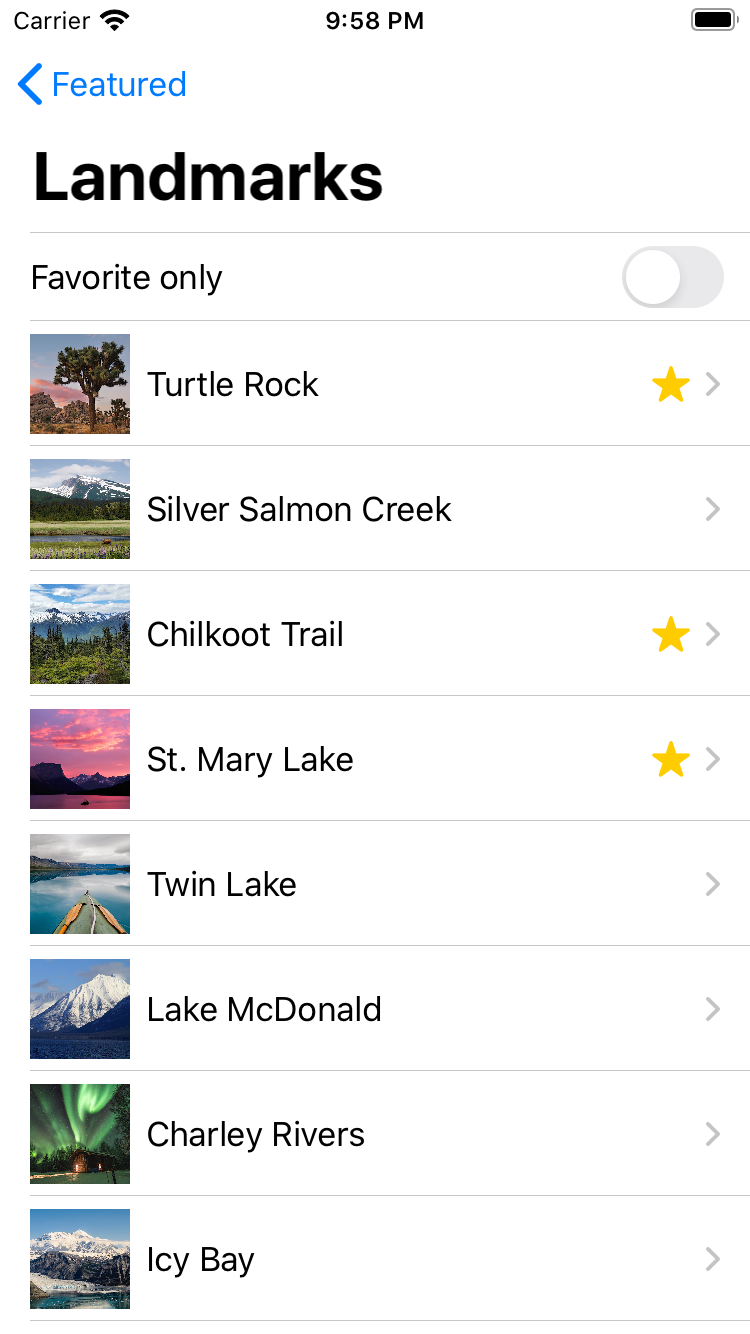 Carrier 9:58 PM
Featured
Landmarks
Favorite only
Turtle Rock
Silver Salmon Creek
Chilkoot Trail
St. Mary Lake
Twin Lake
Lake McDonald
Charley Rivers
Icy Bay